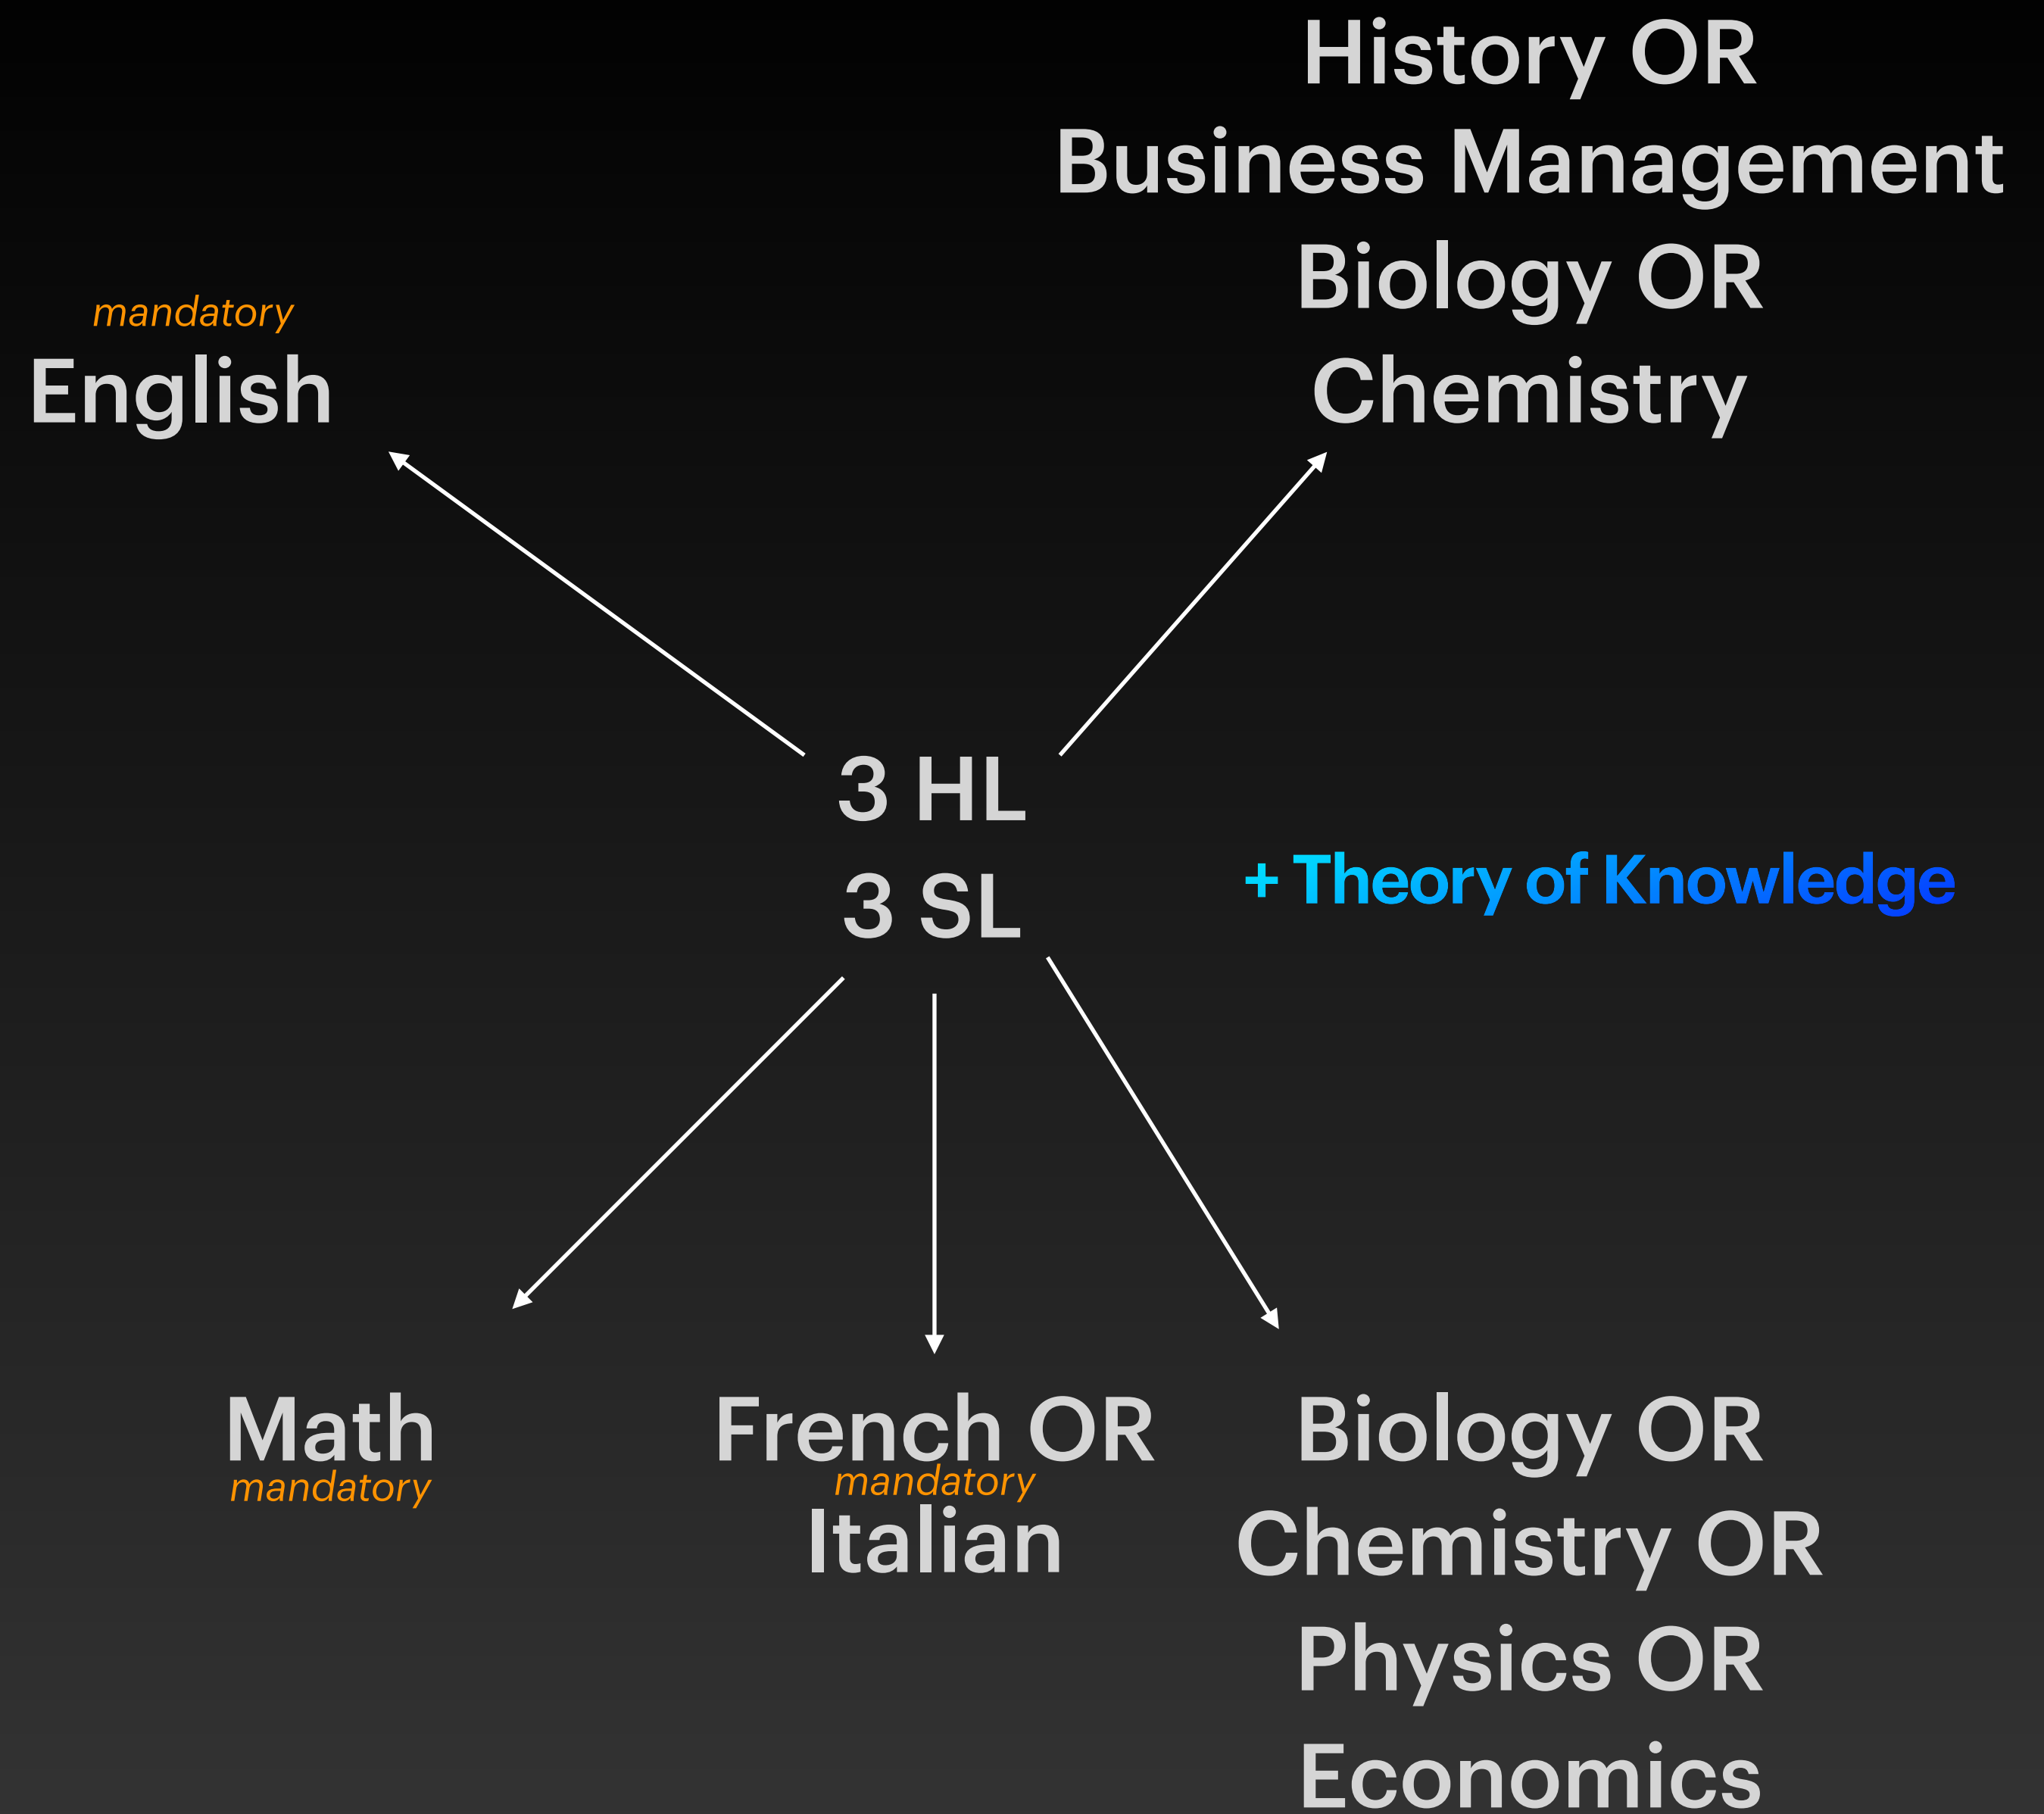 History OR
Business Management
Biology OR
Chemistry
mandatory
English
3 HL
3 SL
+ Theory of Knowledge
Math
mandatory
French OR
mandatory
Italian
Biology OR
Chemistry OR
Physics OR
Economics